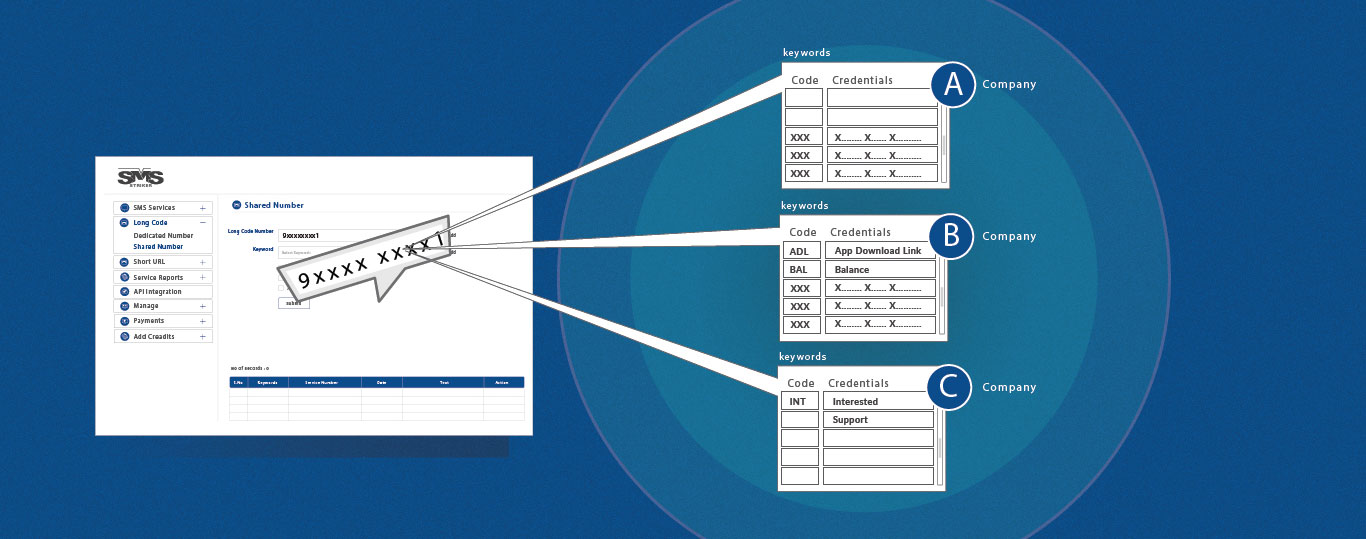 SMS
STRIKER
SMS Services +
Long Code −
Dedicated Number
Shared Number
Short URL +
Service Reports +
API Integration
Manage +
Payments +
Add Creadits +
Shared Number
Long Code Number
9xxxxxxxx1
Keyword
Submit
9xxxx xxxx1
No of Records : 0
S.No Keywords Service Number Date Text Action
keywords
Code Credentials
A Company
XXX X........ X...... X..........
XXX X........ X...... X..........
XXX X........ X...... X..........
keywords
Code Credentials
B Company
ADL App Download Link
BAL Balance
XXX X........ X...... X..........
XXX X........ X...... X..........
XXX X........ X...... X..........
keywords
Code Credentials
C Company
INT Interested
Support